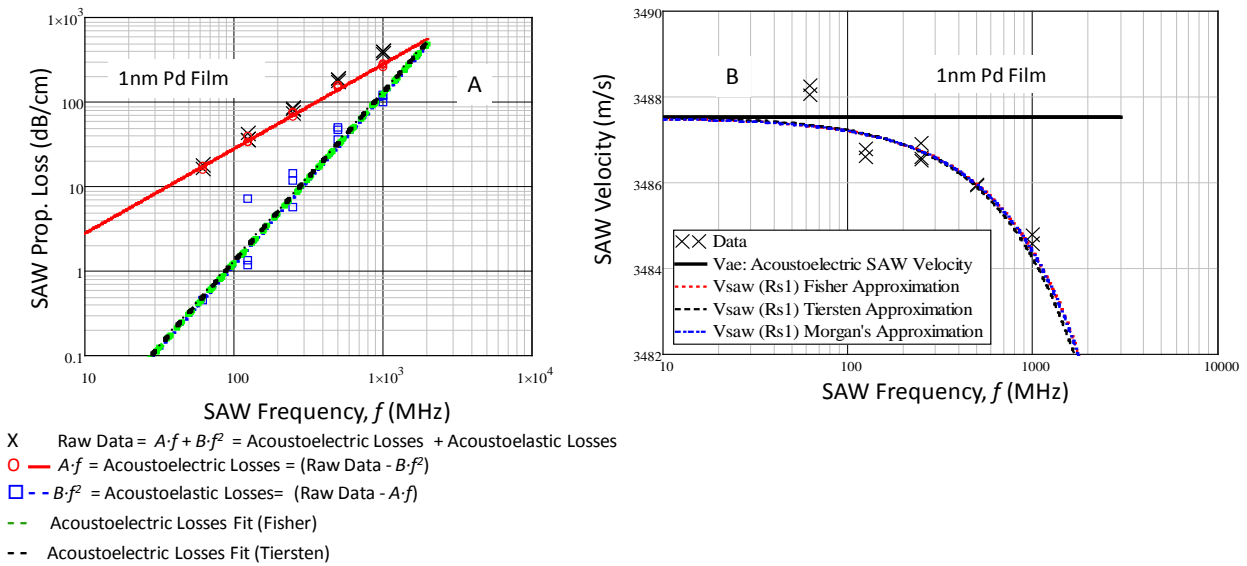 1×10³
100
10
1
0.1
10
100
1×10³
1×10⁴
1nm Pd Film
A
SAW Prop. Loss (dB/cm)
SAW Frequency, f (MHz)
X Raw Data = A·f + B·f² = Acoustoelectric Losses + Acoustoelastic Losses
O A·f = Acoustoelectric Losses = (Raw Data - B·f²)
B·f² = Acoustoelastic Losses= (Raw Data - A·f)
Acoustoelectric Losses Fit (Fisher)
Acoustoelectric Losses Fit (Tiersten)
3490
3488
3486
3484
3482
10
100
1000
10000
B
1nm Pd Film
SAW Velocity (m/s)
Data
Vae: Acoustoelectric SAW Velocity
Vsaw (Rs1) Fisher Approximation
Vsaw (Rs1) Tiersten Approximation
Vsaw (Rs1) Morgan's Approximation
SAW Frequency, f (MHz)